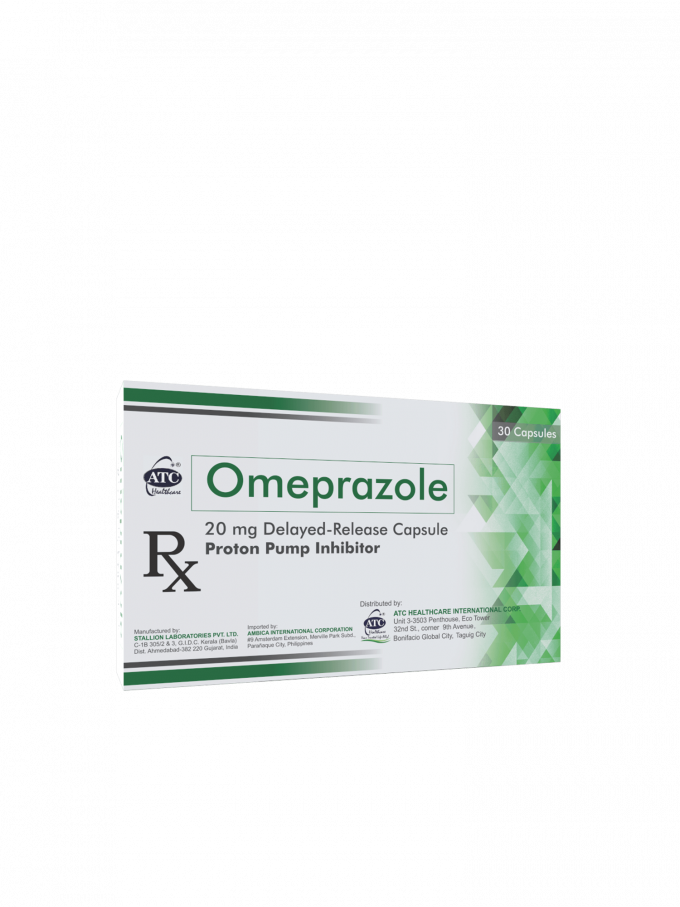 30 Capsules
ATC
Healthcare
®
Omeprazole
20 mg Delayed-Release Capsule
Proton Pump Inhibitor
Rx
Manufactured by:
STALLION LABORATORIES PVT. LTD.
C-1B 305/2 & 3, G.I.D.C. Kerala (Bavla)
Dist. Ahmedabad-382 220 Gujarat, India
Imported by:
AMBICA INTERNATIONAL CORPORATION
#9 Amsterdam Extension, Merville Park Subd.
Parañaque City, Philippines
Distributed by:
ATC
Healthcare
ATC HEALTHCARE INTERNATIONAL CORP.
Unit 3-3503 Penthouse, Eco Tower
32nd St., corner 9th Avenue,
Bonifacio Global City, Taguig City